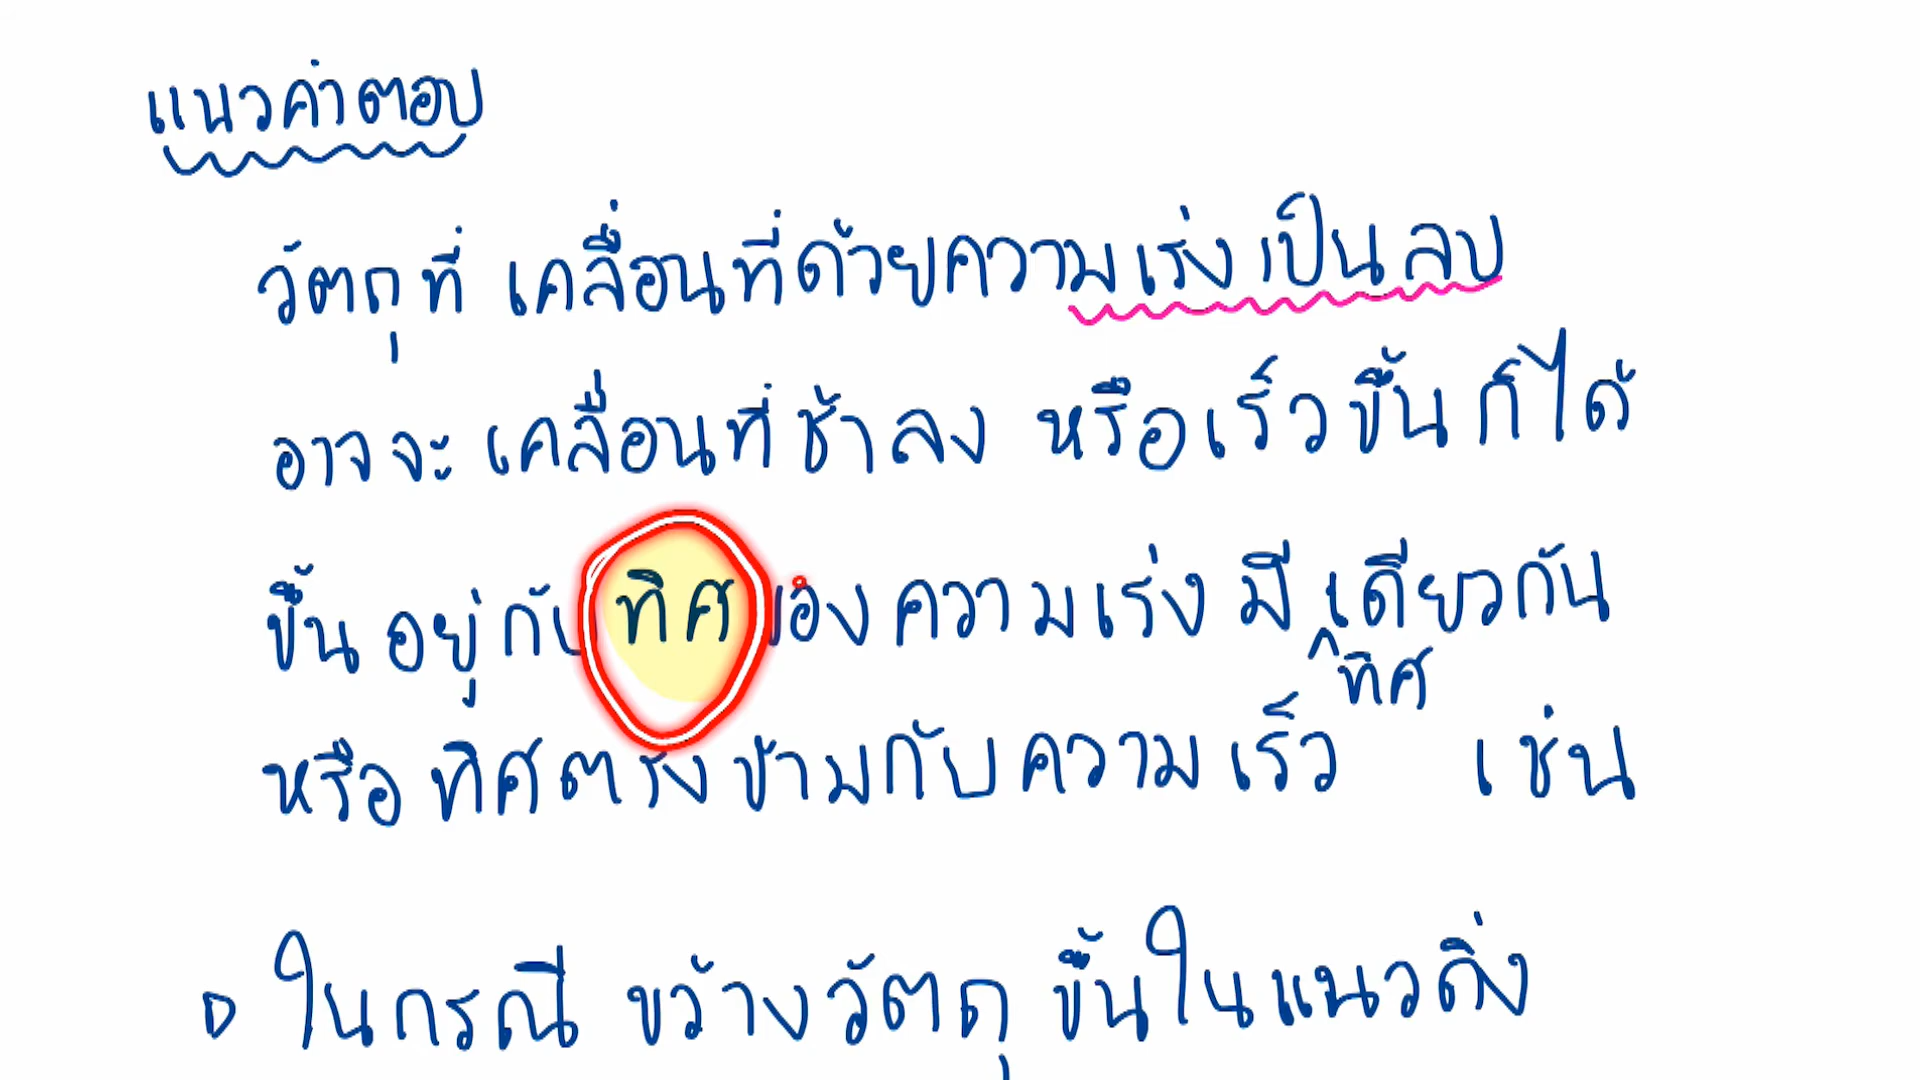 แนวคำตอบ
วัตถุที่ เคลื่อนที่ด้วยความเร่งเป็นลบ
อาจจะ เคลื่อนที่ช้าลง หรือเร็วขึ้นก็ได้
ขึ้นอยู่กับ ทิศ ของความเร่ง มี เดียวกัน
ทิศ
หรือ ทิศตรงข้ามกับความเร็ว เช่น
ในกรณี ขว้างวัตถุ ขึ้นในแนวดิ่ง